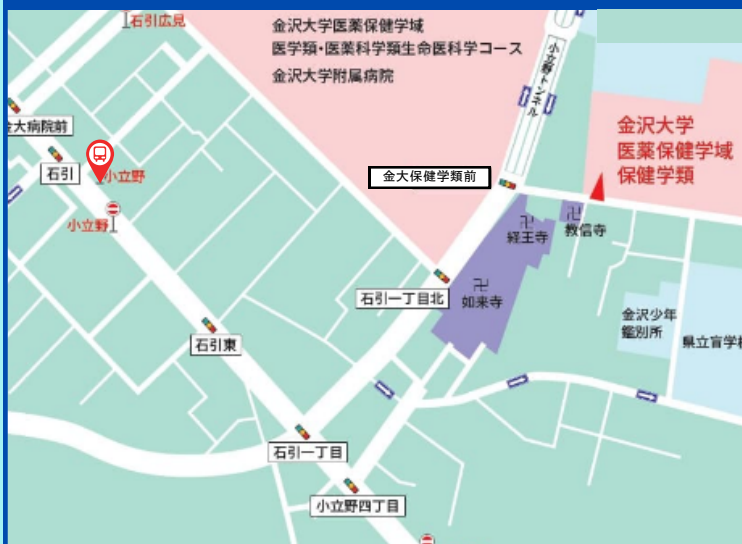 石引広見
金沢大学医薬保健学域
医学類・医薬科学類生命医科学コース
金沢大学附属病院
小立野トンネル
金沢大学
医薬保健学域
保健学類
金大病院前
石引
小立野
金大保健学類前
小立野
卍
経王寺
卍
教信寺
石引一丁目北
卍
如来寺
金沢少年
鑑別所
県立盲学校
石引東
石引一丁目
小立野四丁目